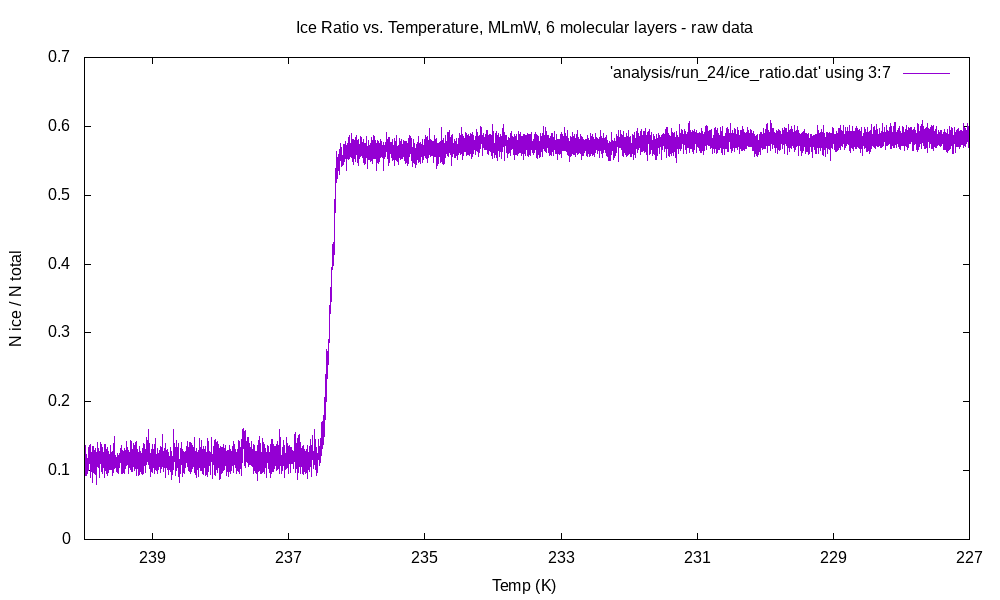 Ice Ratio vs. Temperature, MLmW, 6 molecular layers - raw data
'analysis/run_24/ice_ratio.dat' using 3:7
N ice / N total
0.7
0.6
0.5
0.4
0.3
0.2
0.1
0
239 237 235 233 231 229 227
Temp (K)